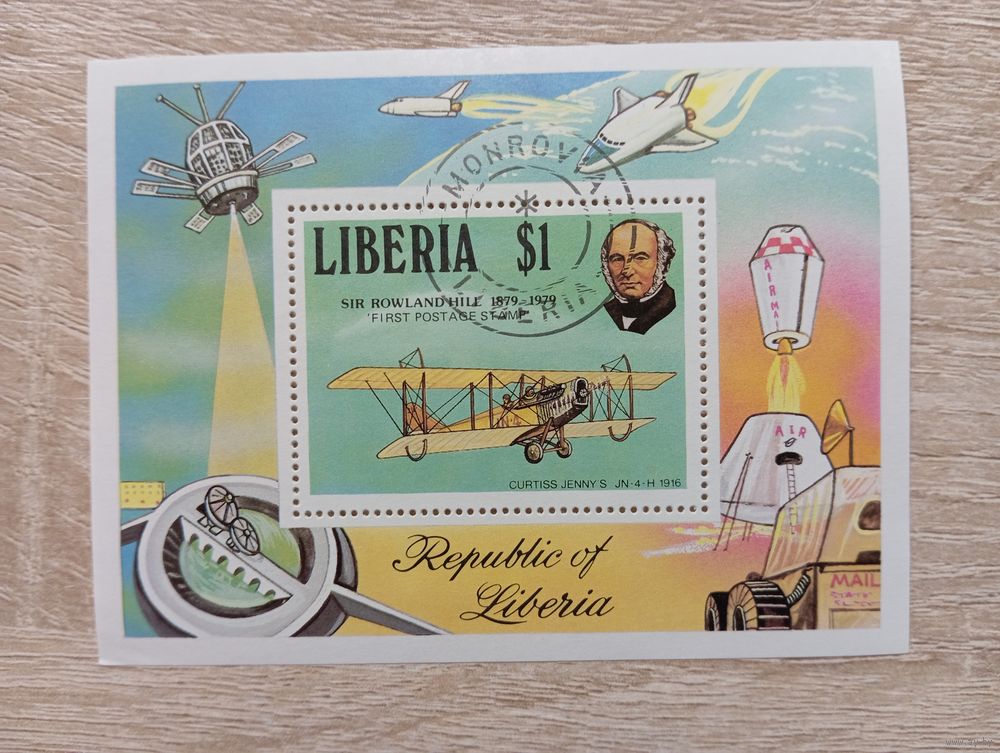 MONROVIA
LIBERIA
LIBERIA $1
SIR ROWLAND HILL 1879-1979
'FIRST POSTAGE STAMP'
CURTISS JENNY'S JN-4-H 1916
AIR MAIL
AIR
MAIL
Republic of
Liberia